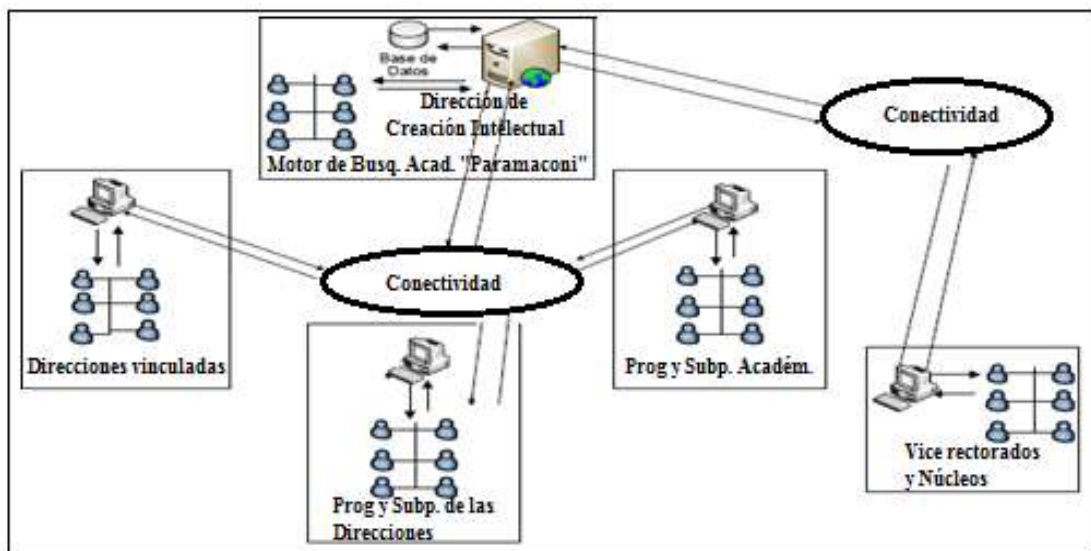 Base de
Datos
Dirección de
Creación Intelectual
Motor de Busq. Acad. "Paramaconi"
Conectividad
Conectividad
Direcciones vinculadas
Prog y Subp. Académ.
Prog y Subp. de las
Direcciones
Vice rectorados
y Núcleos